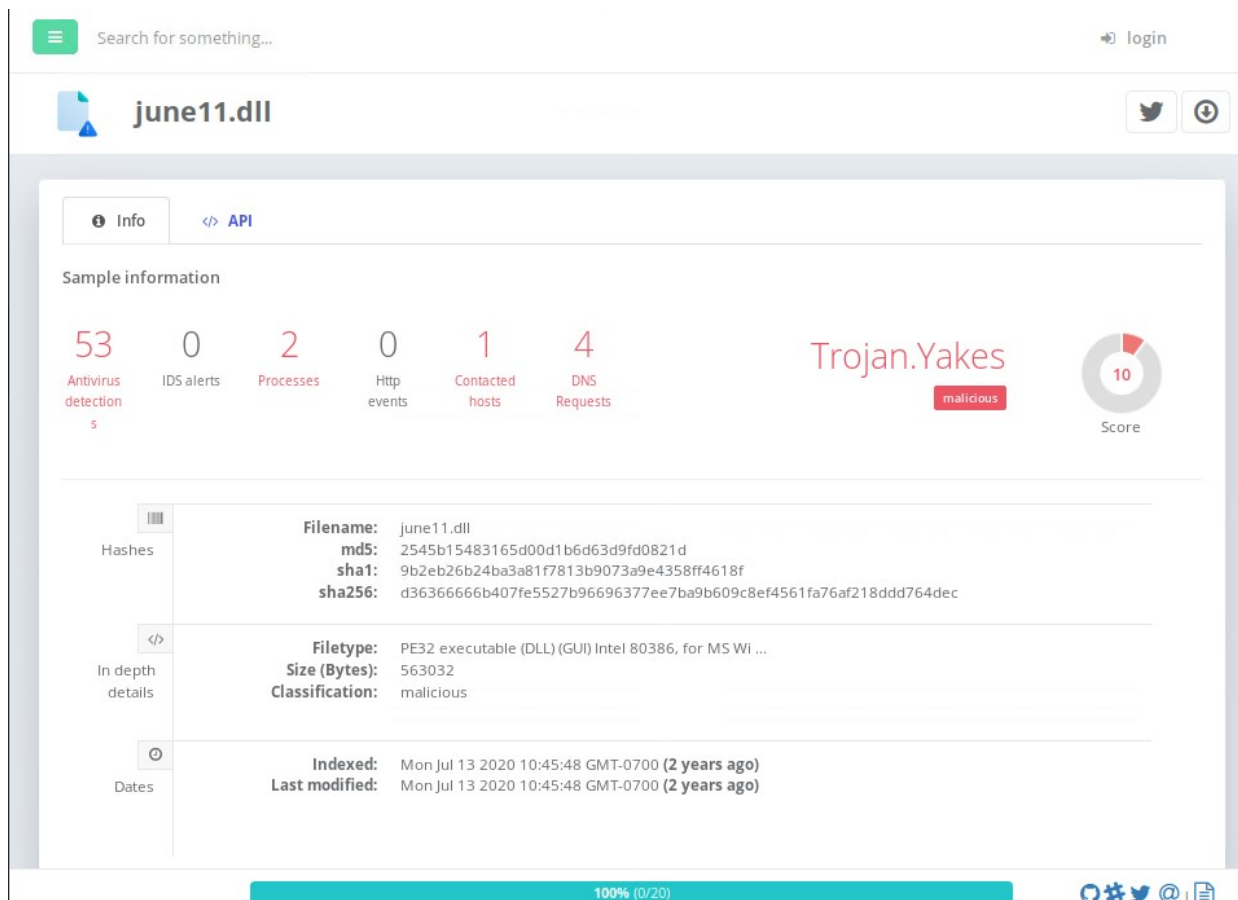 Search for something...
login
june11.dll
Info
</> API
Sample information
53
Antivirus
detection
s
0
IDS alerts
2
Processes
0
Http
events
1
Contacted
hosts
4
DNS
Requests
Trojan.Yakes
malicious
10
Score
Hashes
Filename: june11.dll
md5: 2545b15483165d00d1b6d63d9fd0821d
sha1: 9b2eb26b24ba3a81f7813b9073a9e4358ff4618f
sha256: d36366666b407fe5527b96696377ee7ba9b609c8ef4561fa76af218ddd764dec
</>
In depth
details
Filetype: PE32 executable (DLL) (GUI) Intel 80386, for MS Wi ...
Size (Bytes): 563032
Classification: malicious
Dates
Indexed: Mon Jul 13 2020 10:45:48 GMT-0700 (2 years ago)
Last modified: Mon Jul 13 2020 10:45:48 GMT-0700 (2 years ago)
100% (0/20)
@ |